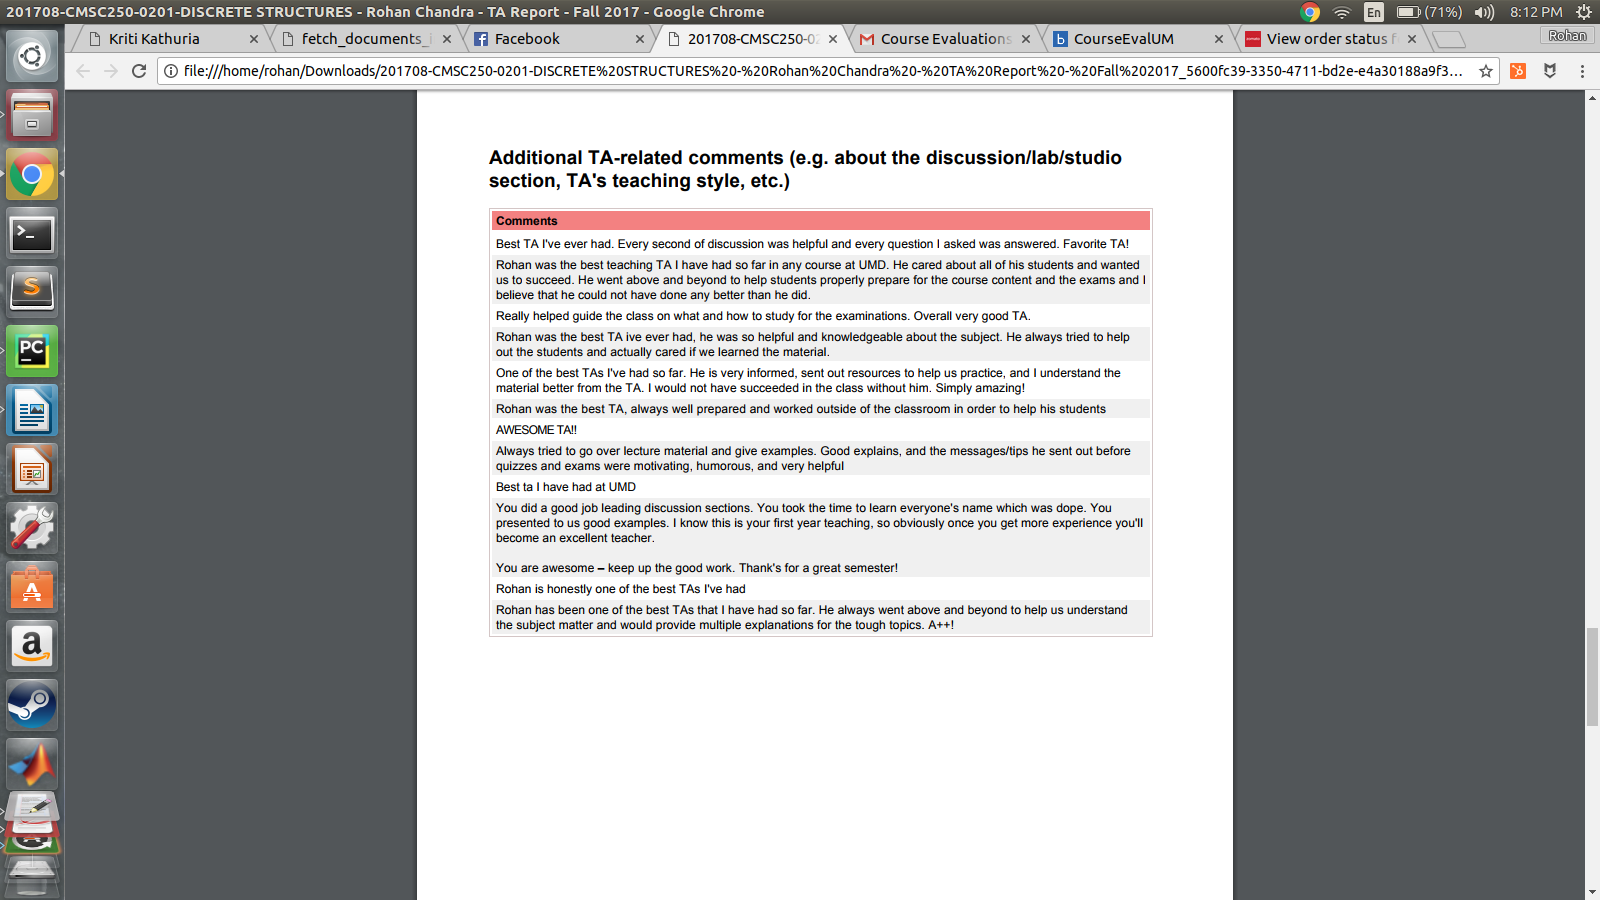 201708-CMSC250-0201-DISCRETE STRUCTURES - Rohan Chandra - TA Report - Fall 2017 - Google Chrome
En
(71%)
8:12 PM
Kriti Kathuria
fetch_documents_i
Facebook
201708-CMSC250-02
Course Evaluations
CourseEvalUM
View order status f
Rohan
file:///home/rohan/Downloads/201708-CMSC250-0201-DISCRETE%20STRUCTURES%20-%20Rohan%20Chandra%20-%20TA%20Report%20-%20Fall%202017_5600fc39-3350-4711-bd2e-e4a30188a9f3...
Additional TA-related comments (e.g. about the discussion/lab/studio
section, TA's teaching style, etc.)
Comments
Best TA I've ever had. Every second of discussion was helpful and every question I asked was answered. Favorite TA!
Rohan was the best teaching TA I have had so far in any course at UMD. He cared about all of his students and wanted
us to succeed. He went above and beyond to help students properly prepare for the course content and the exams and I
believe that he could not have done any better than he did.
Really helped guide the class on what and how to study for the examinations. Overall very good TA.
Rohan was the best TA ive ever had, he was so helpful and knowledgeable about the subject. He always tried to help
out the students and actually cared if we learned the material.
One of the best TAs I've had so far. He is very informed, sent out resources to help us practice, and I understand the
material better from the TA. I would not have succeeded in the class without him. Simply amazing!
Rohan was the best TA, always well prepared and worked outside of the classroom in order to help his students
AWESOME TA!!
Always tried to go over lecture material and give examples. Good explains, and the messages/tips he sent out before
quizzes and exams were motivating, humorous, and very helpful
Best ta I have had at UMD
You did a good job leading discussion sections. You took the time to learn everyone's name which was dope. You
presented to us good examples. I know this is your first year teaching, so obviously once you get more experience you'll
become an excellent teacher.
You are awesome – keep up the good work. Thank's for a great semester!
Rohan is honestly one of the best TAs I've had
Rohan has been one of the best TAs that I have had so far. He always went above and beyond to help us understand
the subject matter and would provide multiple explanations for the tough topics. A++!